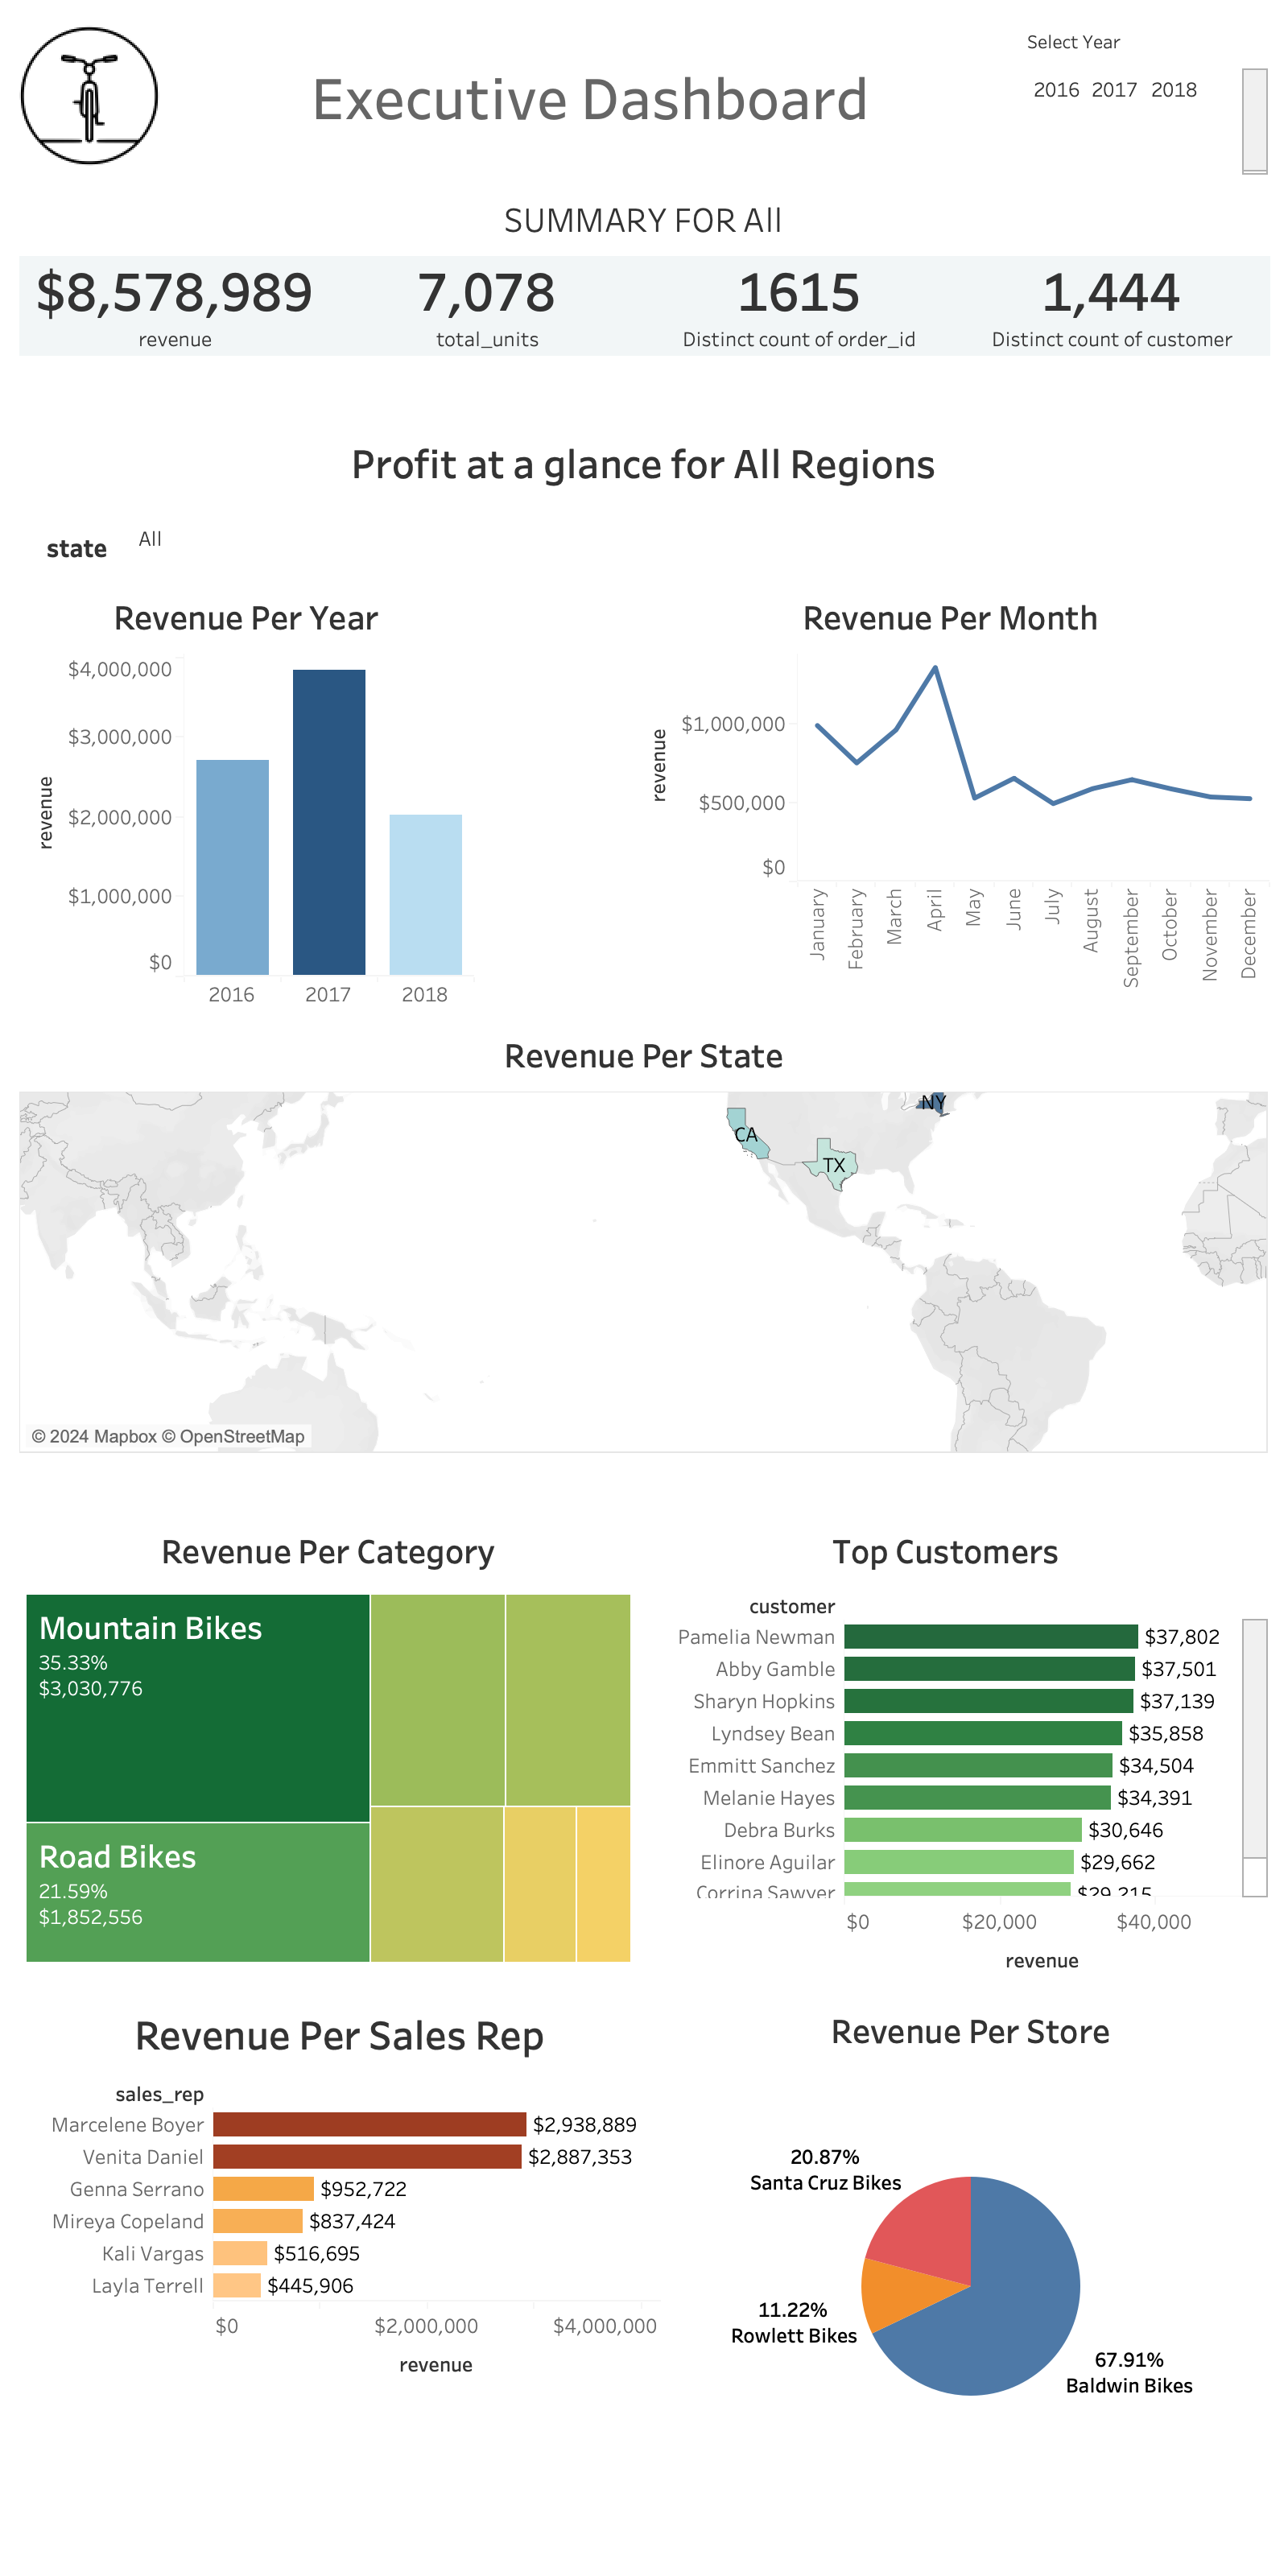 Select Year
2016 2017 2018
Executive Dashboard
SUMMARY FOR All
$8,578,989
revenue
7,078
total_units
1615
Distinct count of order_id
1,444
Distinct count of customer
Profit at a glance for All Regions
state
All
Revenue Per Year
$4,000,000
$3,000,000
$2,000,000
$1,000,000
$0
revenue
2016
2017
2018
Revenue Per Month
$1,000,000
$500,000
$0
revenue
January
February
March
April
May
June
July
August
September
October
November
December
Revenue Per State
NY
CA
TX
© 2024 Mapbox © OpenStreetMap
Revenue Per Category
Mountain Bikes
35.33%
$3,030,776
Road Bikes
21.59%
$1,852,556
Top Customers
customer
Pamelia Newman $37,802
Abby Gamble $37,501
Sharyn Hopkins $37,139
Lyndsey Bean $35,858
Emmitt Sanchez $34,504
Melanie Hayes $34,391
Debra Burks $30,646
Elinore Aguilar $29,662
Corrina Sawyer $29,215
$0 $20,000 $40,000
revenue
Revenue Per Sales Rep
sales_rep
Marcelene Boyer $2,938,889
Venita Daniel $2,887,353
Genna Serrano $952,722
Mireya Copeland $837,424
Kali Vargas $516,695
Layla Terrell $445,906
$0 $2,000,000 $4,000,000
revenue
Revenue Per Store
20.87%
Santa Cruz Bikes
11.22%
Rowlett Bikes
67.91%
Baldwin Bikes